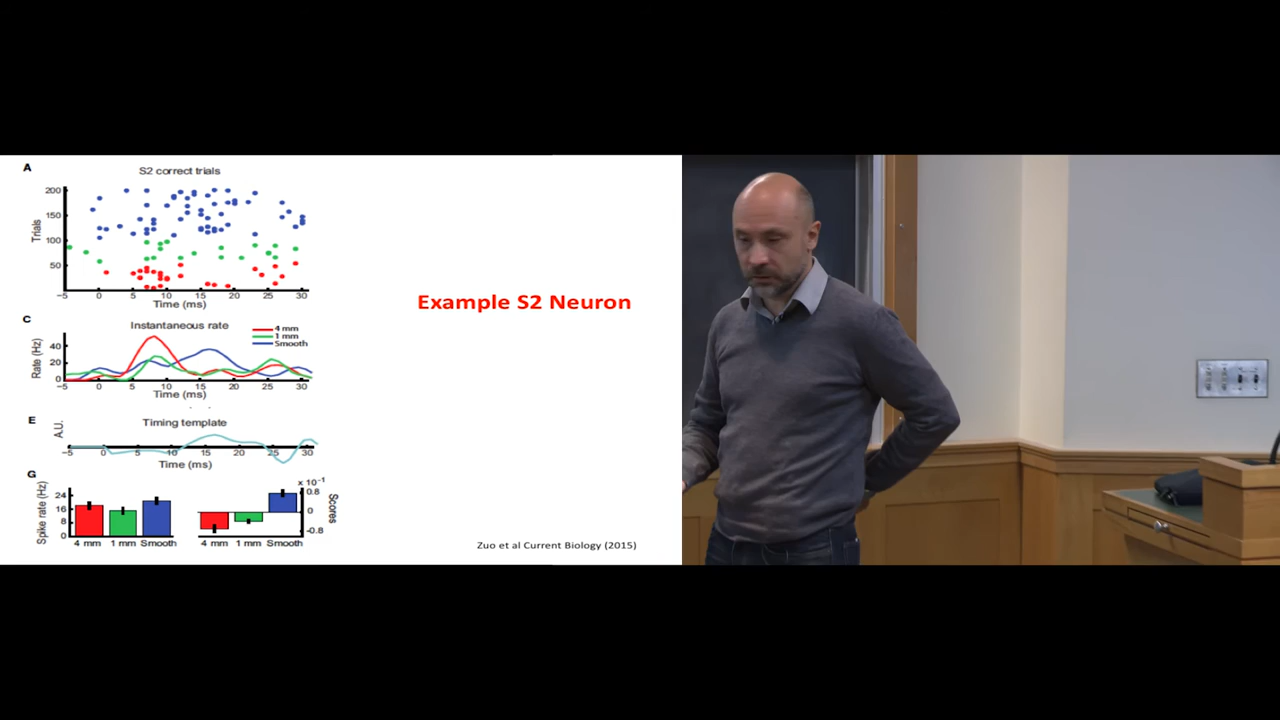 A
S2 correct trials
Trials
200
150
100
50
-5 0 5 10 15 20 25 30
Time (ms)
Example S2 Neuron
C
Instantaneous rate
4 mm
1 mm
Smooth
Rate (Hz)
40
20
0
-5 0 5 10 15 20 25 30
Time (ms)
E
Timing template
A.U.
-5 0 5 10 15 20 25 30
Time (ms)
G
Spike rate (Hz)
24
16
8
0
4 mm 1 mm Smooth
x 10⁻¹
0.8
0
-0.8
Scores
4 mm 1 mm Smooth
Zuo et al Current Biology (2015)